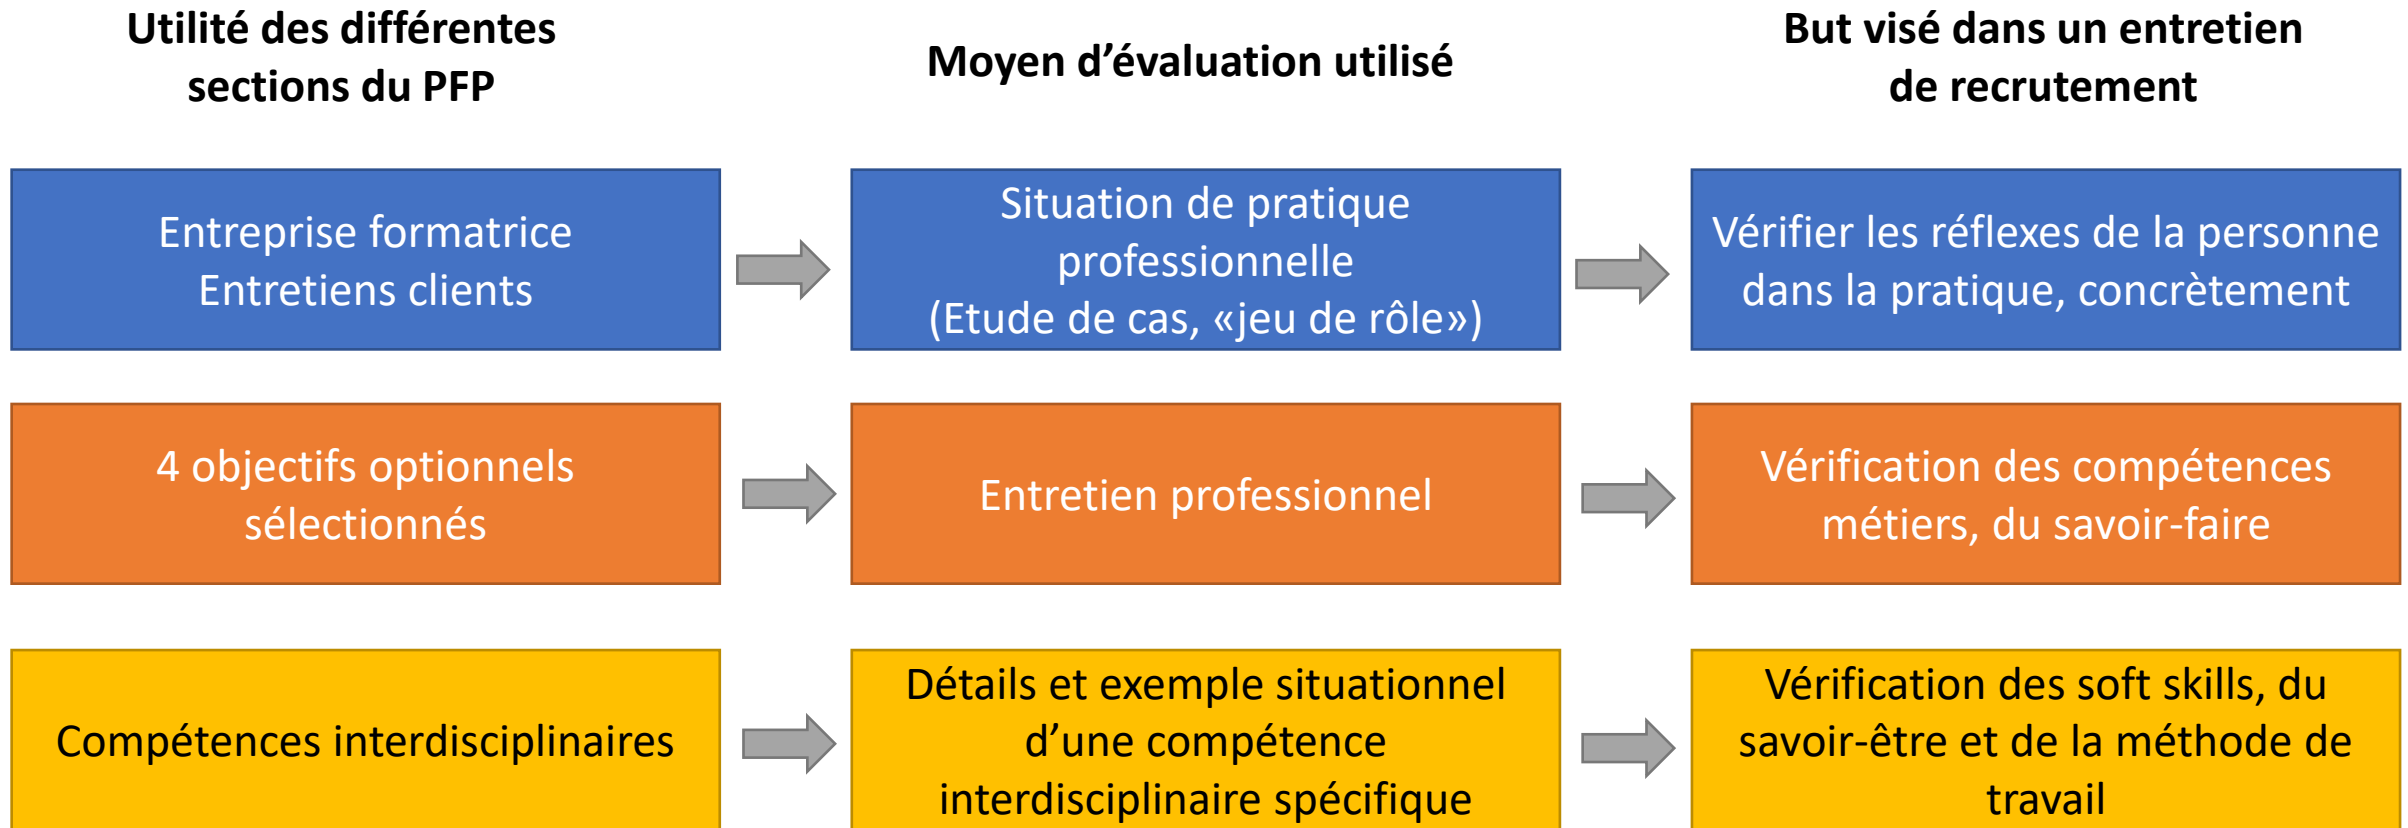 Utilité des différentes
sections du PFP
Moyen d’évaluation utilisé
But visé dans un entretien
de recrutement
Entreprise formatrice
Entretiens clients
Situation de pratique
professionnelle
(Etude de cas, «jeu de rôle»)
Vérifier les réflexes de la personne
dans la pratique, concrètement
4 objectifs optionnels
sélectionnés
Entretien professionnel
Vérification des compétences
métiers, du savoir-faire
Compétences interdisciplinaires
Détails et exemple situationnel
d’une compétence
interdisciplinaire spécifique
Vérification des soft skills, du
savoir-être et de la méthode de
travail